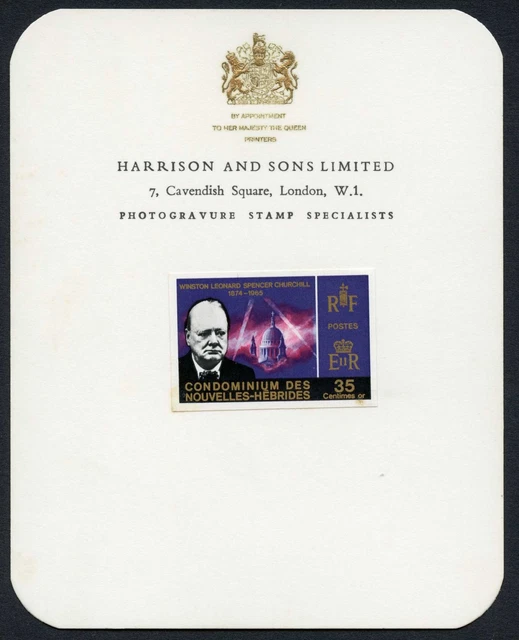 BY APPOINTMENT
TO HER MAJESTY THE QUEEN
PRINTERS
HARRISON AND SONS LIMITED
7, Cavendish Square, London, W.1.
PHOTOGRAVURE STAMP SPECIALISTS
WINSTON LEONARD SPENCER CHURCHILL
1874-1965
RF
POSTES
EIIR
CONDOMINIUM DES
NOUVELLES-HÉBRIDES
35
Centimes or